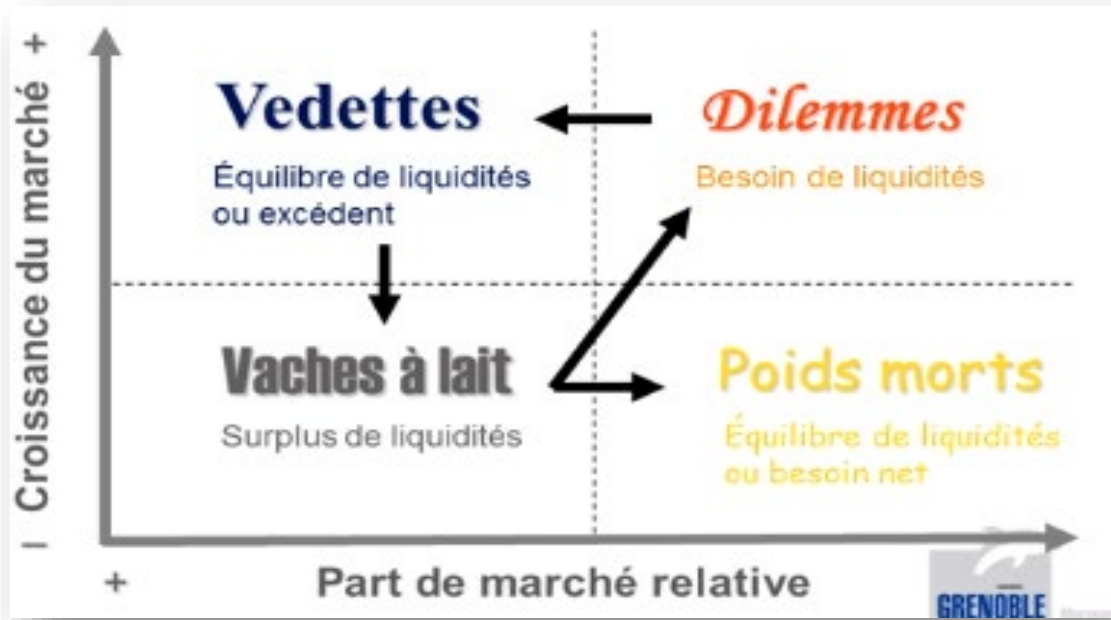 +
Croissance du marché
–
Vedettes
Équilibre de liquidités
ou excédent
Dilemmes
Besoin de liquidités
Vaches à lait
Surplus de liquidités
Poids morts
Équilibre de liquidités
ou besoin net
+
Part de marché relative
–
GRENOBLE